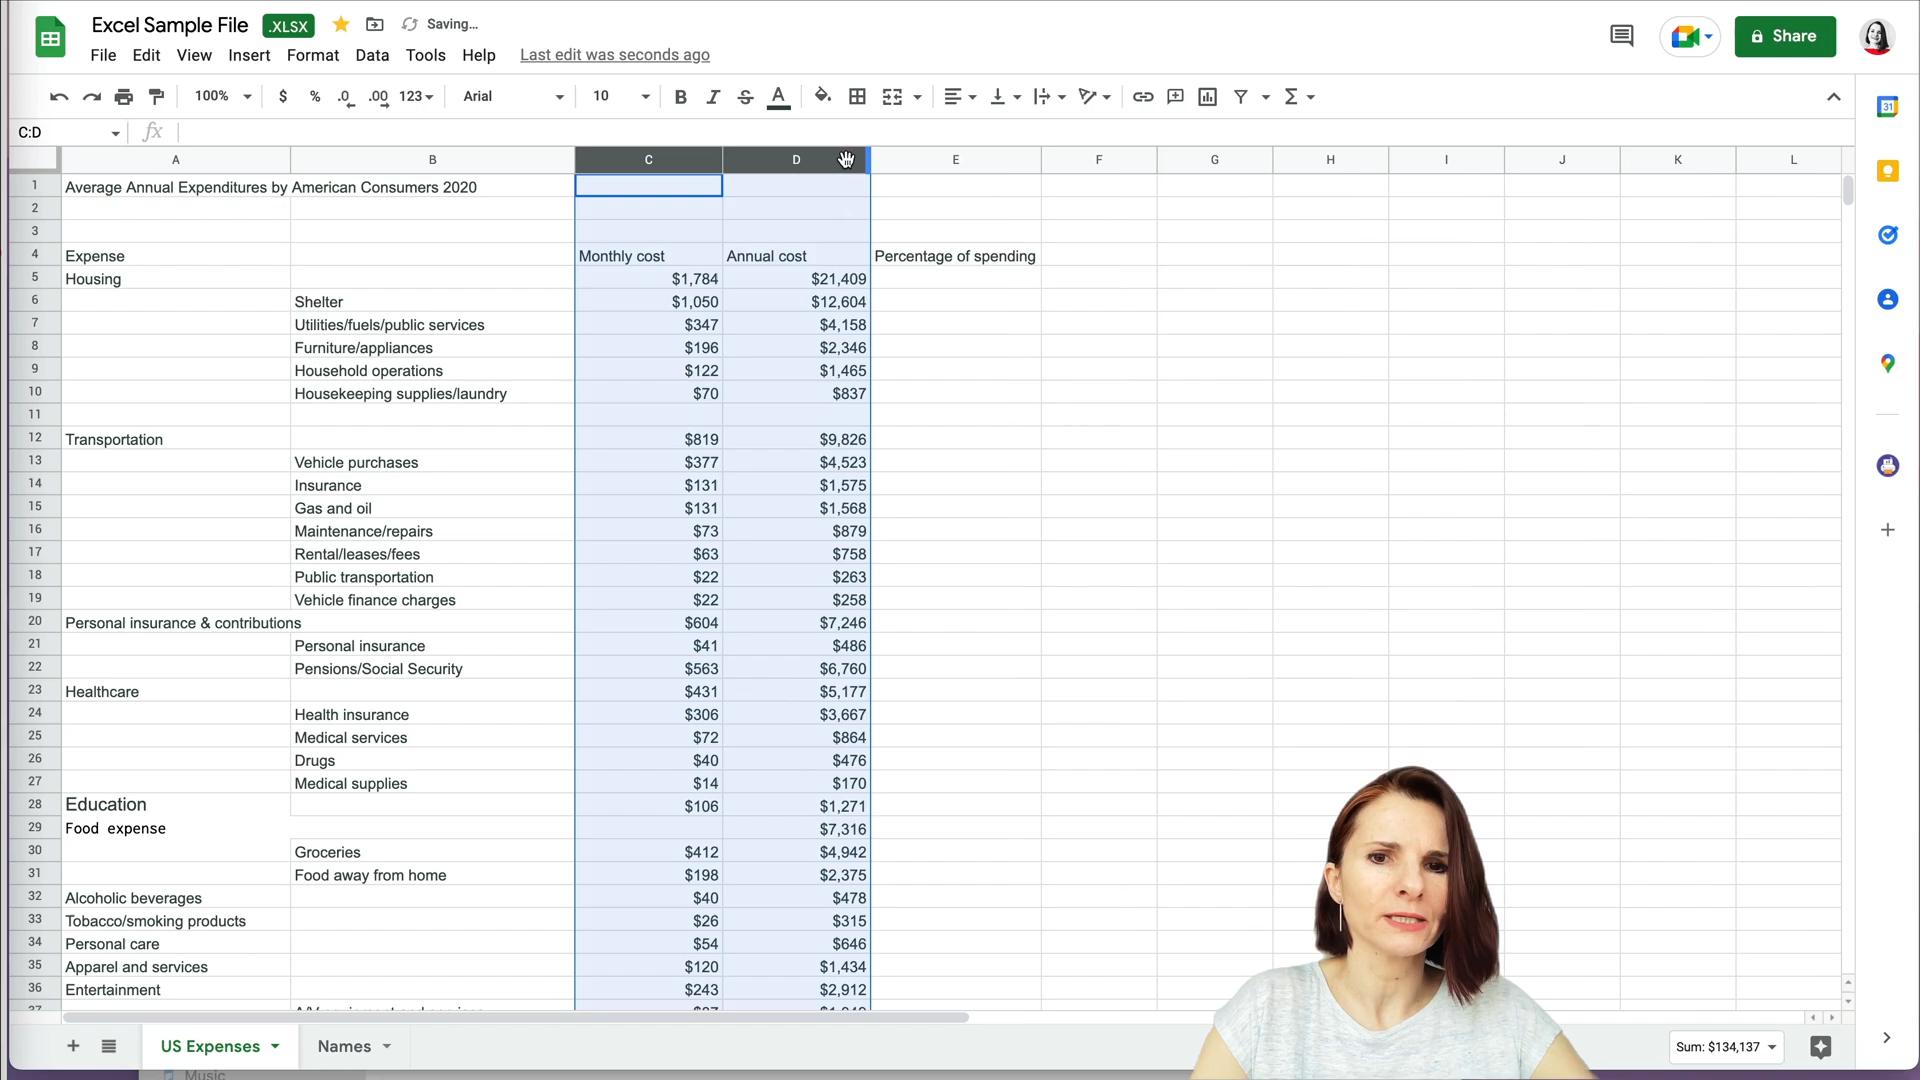 Excel Sample File .XLSX Saving...
File Edit View Insert Format Data Tools Help Last edit was seconds ago
Share
100% $ % .0 .00 123 Arial 10 B I S A
31
C:D fx
A B C D E F G H I J K L
1 Average Annual Expenditures by American Consumers 2020
2
3
4 Expense Monthly cost Annual cost Percentage of spending
5 Housing $1,784 $21,409
6 Shelter $1,050 $12,604
7 Utilities/fuels/public services $347 $4,158
8 Furniture/appliances $196 $2,346
9 Household operations $122 $1,465
10 Housekeeping supplies/laundry $70 $837
11
12 Transportation $819 $9,826
13 Vehicle purchases $377 $4,523
14 Insurance $131 $1,575
15 Gas and oil $131 $1,568
16 Maintenance/repairs $73 $879
17 Rental/leases/fees $63 $758
18 Public transportation $22 $263
19 Vehicle finance charges $22 $258
20 Personal insurance & contributions $604 $7,246
21 Personal insurance $41 $486
22 Pensions/Social Security $563 $6,760
23 Healthcare $431 $5,177
24 Health insurance $306 $3,667
25 Medical services $72 $864
26 Drugs $40 $476
27 Medical supplies $14 $170
28 Education $106 $1,271
29 Food expense $7,316
30 Groceries $412 $4,942
31 Food away from home $198 $2,375
32 Alcoholic beverages $40 $478
33 Tobacco/smoking products $26 $315
34 Personal care $54 $646
35 Apparel and services $120 $1,434
36 Entertainment $243 $2,912
37
US Expenses Names Sum: $134,137
Music